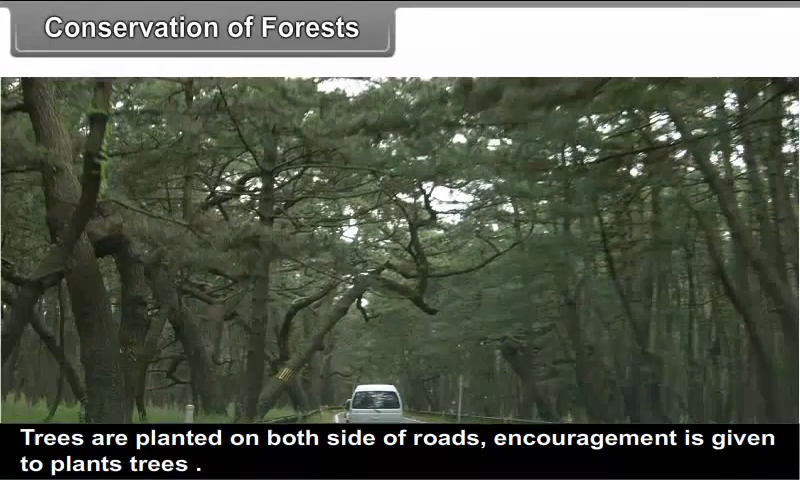 Conservation of Forests
Trees are planted on both side of roads, encouragement is given
to plants trees .